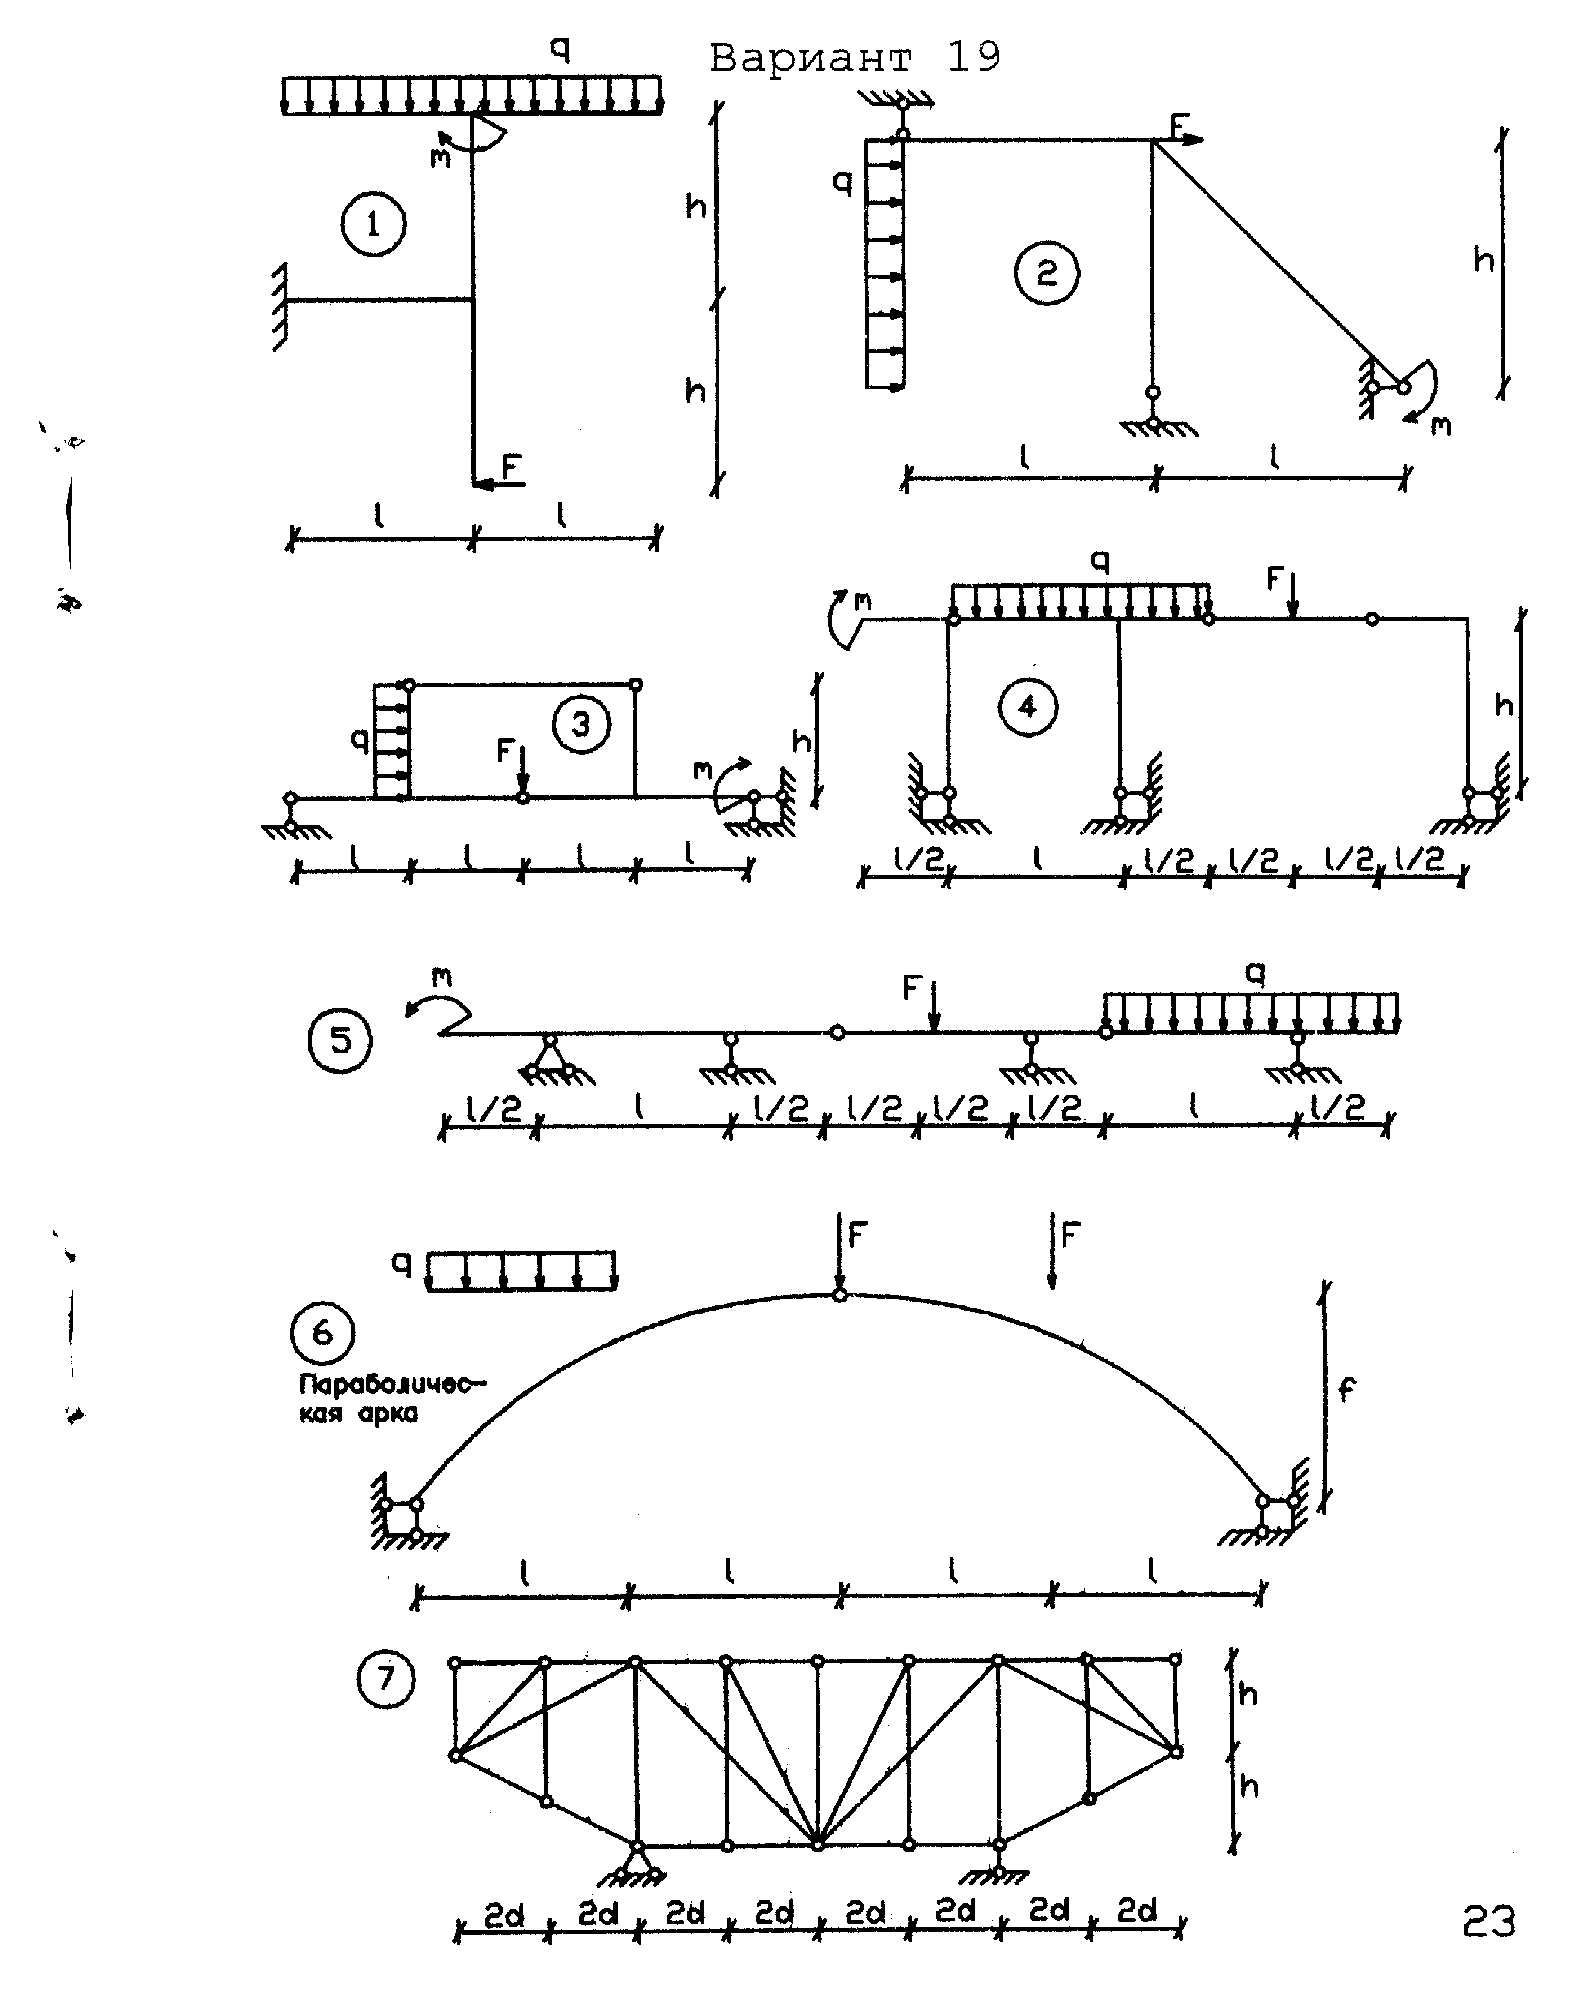 Вариант 19
q
m
1
h
h
F
l l
F
q
2
h
m
l l
q
F
3
m
h
l l l l
m
q
F
4
h
l/2 l l/2 l/2 l/2 l/2
5
m
F
q
l/2 l l/2 l/2 l/2 l/2 l l/2
q
F
F
6
Параболичес-
кая арка
f
l l l l
7
h
h
2d 2d 2d 2d 2d 2d 2d 2d
23